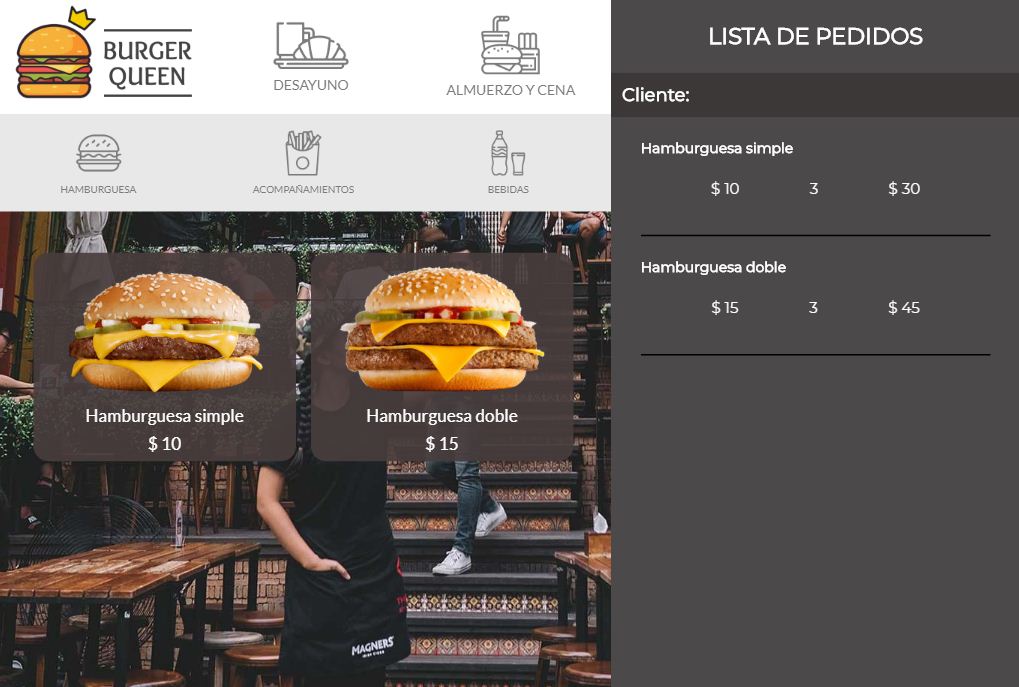 BURGER
QUEEN
DESAYUNO
ALMUERZO Y CENA
HAMBURGUESA
ACOMPAÑAMIENTOS
BEBIDAS
Hamburguesa simple
$ 10
Hamburguesa doble
$ 15
MAGNERS
LISTA DE PEDIDOS
Cliente:
Hamburguesa simple
$ 10 3 $ 30
Hamburguesa doble
$ 15 3 $ 45